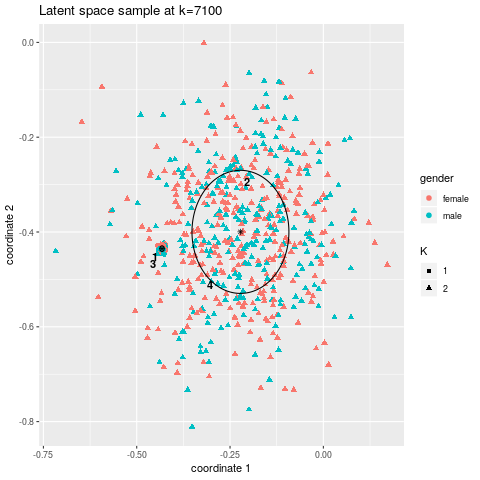 Latent space sample at k=7100
0.0
-0.2
-0.4
-0.6
-0.8
coordinate 2
2
1
3
4
-0.75
-0.50
-0.25
0.00
coordinate 1
gender
female
male
K
1
2